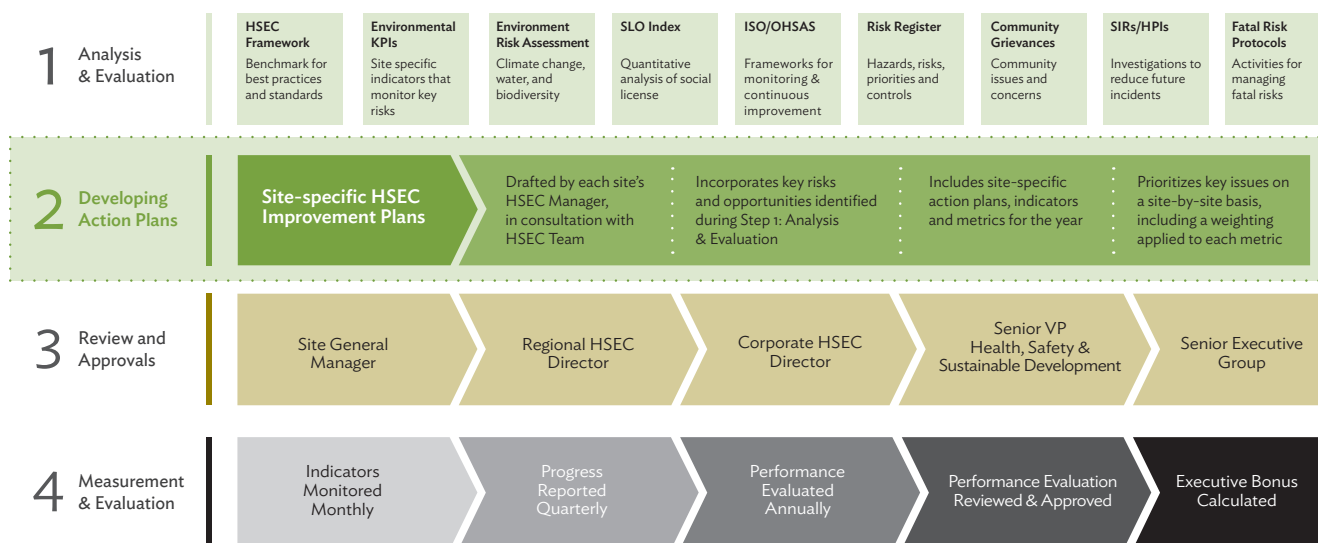 1
Analysis
& Evaluation
HSEC
Framework
Benchmark for
best practices
and standards
Environmental
KPIs
Site specific
indicators that
monitor key
risks
Environment
Risk Assessment
Climate change,
water, and
biodiversity
SLO Index
Quantitative
analysis of social
license
ISO/OHSAS
Frameworks for
monitoring &
continuous
improvement
Risk Register
Hazards, risks,
priorities and
controls
Community
Grievances
Community
issues and
concerns
SIRs/HPIs
Investigations to
reduce future
incidents
Fatal Risk
Protocols
Activities for
managing
fatal risks
2
Developing
Action Plans
Site-specific HSEC
Improvement Plans
Drafted by each site's
HSEC Manager,
in consultation with
HSEC Team
Incorporates key risks
and opportunities identified
during Step 1: Analysis
& Evaluation
Includes site-specific
action plans, indicators
and metrics for the year
Prioritizes key issues on
a site-by-site basis,
including a weighting
applied to each metric
3
Review and
Approvals
Site General
Manager
Regional HSEC
Director
Corporate HSEC
Director
Senior VP
Health, Safety &
Sustainable Development
Senior Executive
Group
4
Measurement
& Evaluation
Indicators
Monitored
Monthly
Progress
Reported
Quarterly
Performance
Evaluated
Annually
Performance Evaluation
Reviewed & Approved
Executive Bonus
Calculated